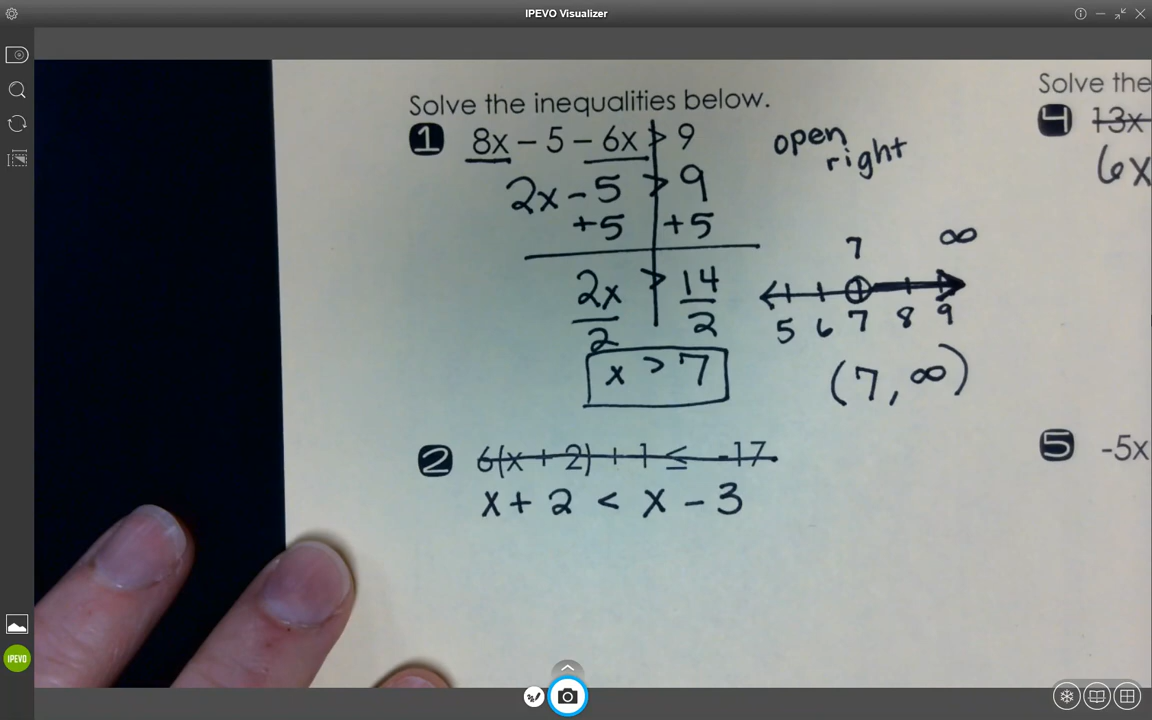 IPEVO Visualizer
Solve the inequalities below.
1 8x – 5 – 6x > 9
2x – 5 > 9
+5 +5
2x > 14
2 2
x > 7
open
right
7 ∞
5 6 7 8 9
(7, ∞)
2 6(x + 2) + 1 ≤ -17
x + 2 < x – 3
Solve the
4 13x
6x
5 -5x
IPEVO